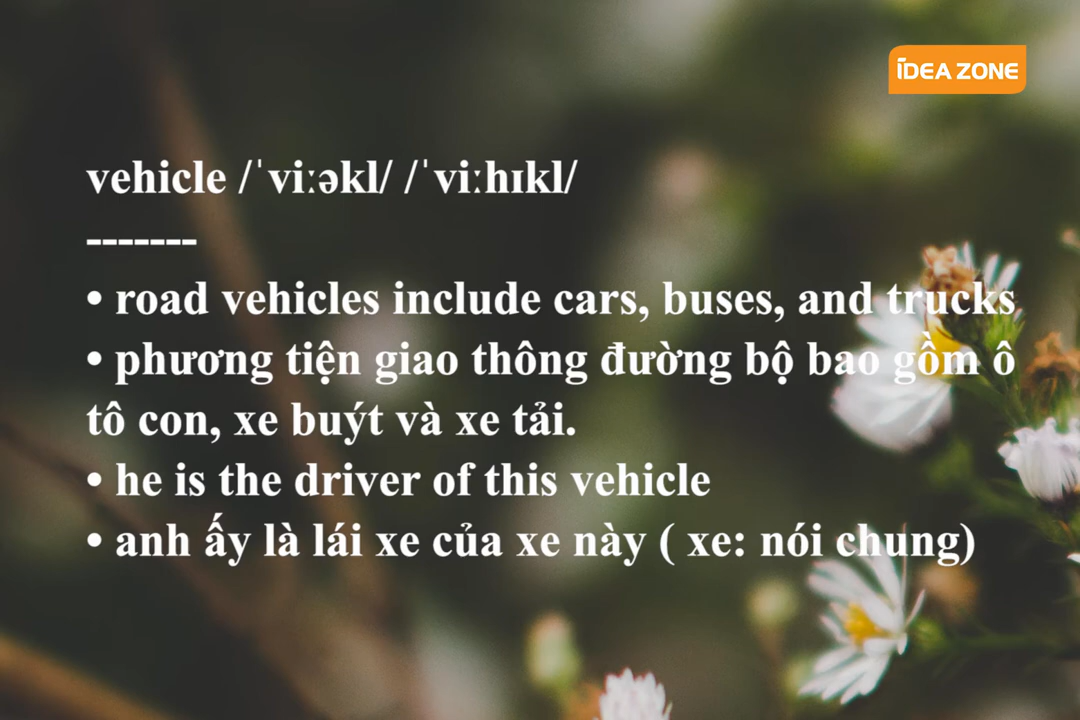 iDEA ZONE
vehicle /ˈviːəkl/ /ˈviːhɪkl/
-------
• road vehicles include cars, buses, and trucks
• phương tiện giao thông đường bộ bao gồm ô
tô con, xe buýt và xe tải.
• he is the driver of this vehicle
• anh ấy là lái xe của xe này ( xe: nói chung)